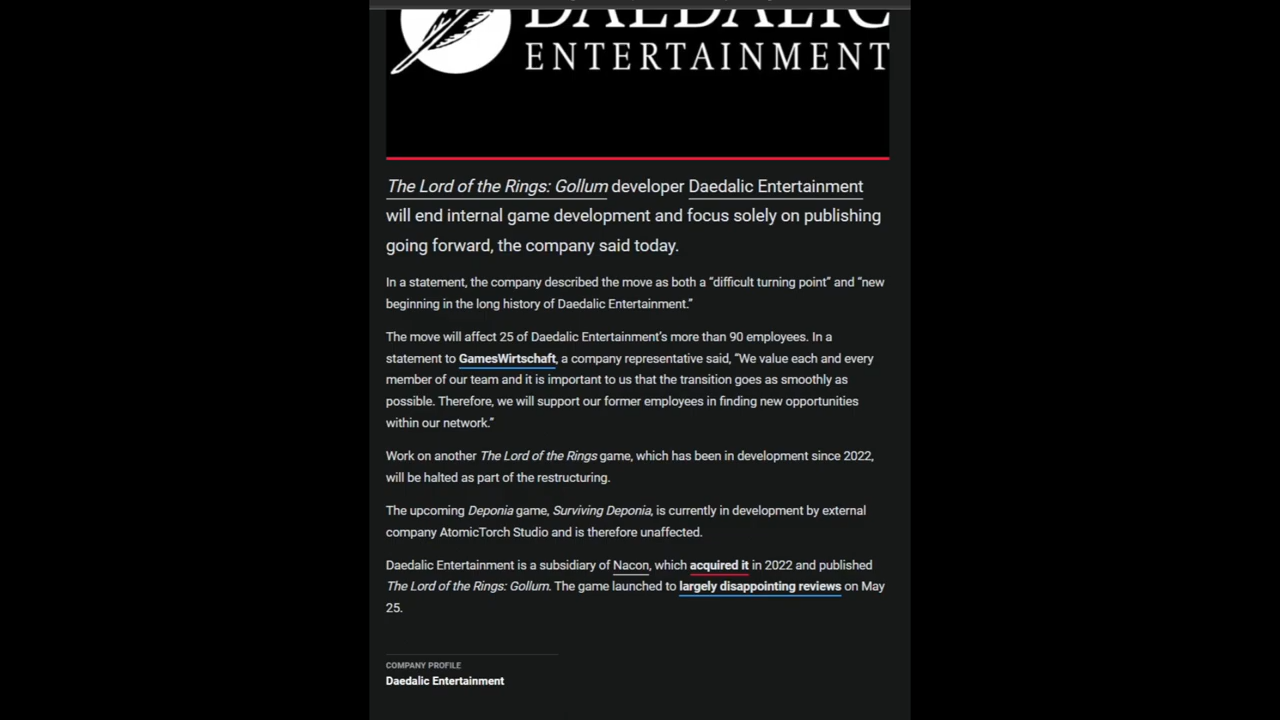 DAEDALIC
ENTERTAINMENT
The Lord of the Rings: Gollum developer Daedalic Entertainment
will end internal game development and focus solely on publishing
going forward, the company said today.
In a statement, the company described the move as both a “difficult turning point” and “new
beginning in the long history of Daedalic Entertainment.”
The move will affect 25 of Daedalic Entertainment’s more than 90 employees. In a
statement to GamesWirtschaft, a company representative said, “We value each and every
member of our team and it is important to us that the transition goes as smoothly as
possible. Therefore, we will support our former employees in finding new opportunities
within our network.”
Work on another The Lord of the Rings game, which has been in development since 2022,
will be halted as part of the restructuring.
The upcoming Deponia game, Surviving Deponia, is currently in development by external
company AtomicTorch Studio and is therefore unaffected.
Daedalic Entertainment is a subsidiary of Nacon, which acquired it in 2022 and published
The Lord of the Rings: Gollum. The game launched to largely disappointing reviews on May
25.
COMPANY PROFILE
Daedalic Entertainment